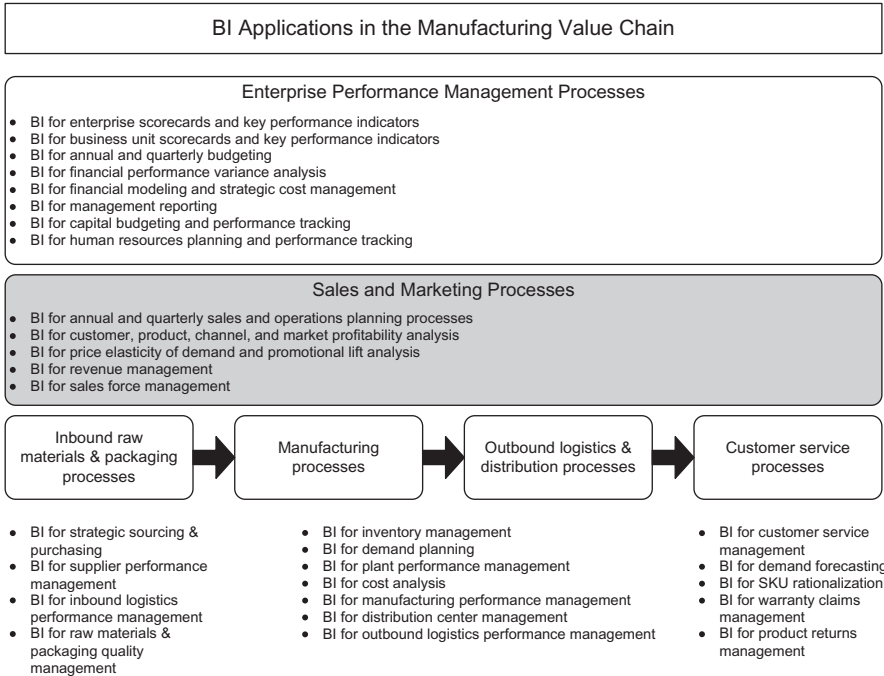 BI Applications in the Manufacturing Value Chain
Enterprise Performance Management Processes
● BI for enterprise scorecards and key performance indicators
● BI for business unit scorecards and key performance indicators
● BI for annual and quarterly budgeting
● BI for financial performance variance analysis
● BI for financial modeling and strategic cost management
● BI for management reporting
● BI for capital budgeting and performance tracking
● BI for human resources planning and performance tracking
Sales and Marketing Processes
● BI for annual and quarterly sales and operations planning processes
● BI for customer, product, channel, and market profitability analysis
● BI for price elasticity of demand and promotional lift analysis
● BI for revenue management
● BI for sales force management
Inbound raw
materials & packaging
processes
Manufacturing
processes
Outbound logistics &
distribution processes
Customer service
processes
● BI for strategic sourcing &
purchasing
● BI for supplier performance
management
● BI for inbound logistics
performance management
● BI for raw materials &
packaging quality
management
● BI for inventory management
● BI for demand planning
● BI for plant performance management
● BI for cost analysis
● BI for manufacturing performance management
● BI for distribution center management
● BI for outbound logistics performance management
● BI for customer service
management
● BI for demand forecasting
● BI for SKU rationalization
● BI for warranty claims
management
● BI for product returns
management